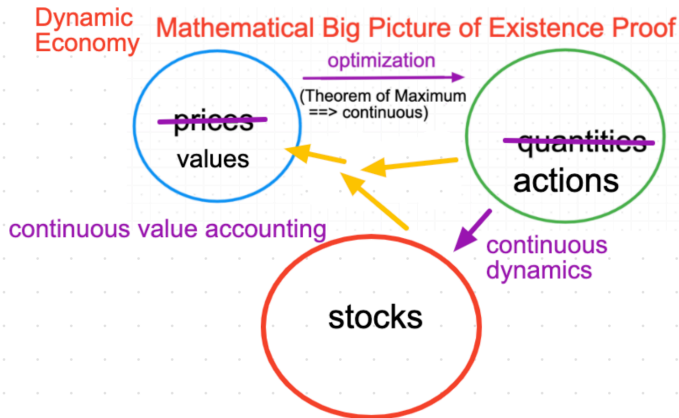 Dynamic
Economy
Mathematical Big Picture of Existence Proof
optimization
(Theorem of Maximum
==> continuous)
prices
values
quantities
actions
continuous value accounting
continuous
dynamics
stocks